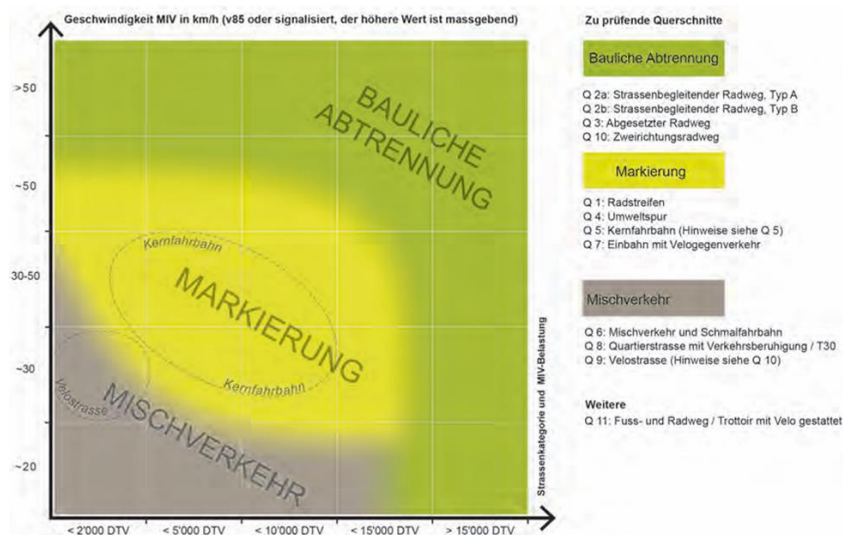 Geschwindigkeit MIV in km/h (v85 oder signalisiert, der höhere Wert ist massgebend)
>50
~50
30-50
~30
~20
BAULICHE
ABTRENNUNG
Kernfahrbahn
MARKIERUNG
Kernfahrbahn
Velostrasse
MISCHVERKEHR
Strassenkategorie und MIV-Belastung
< 2'000 DTV
< 5'000 DTV
< 10'000 DTV
< 15'000 DTV
> 15'000 DTV
Zu prüfende Querschnitte
Bauliche Abtrennung
Q 2a: Strassenbegleitender Radweg, Typ A
Q 2b: Strassenbegleitender Radweg, Typ B
Q 3: Abgesetzter Radweg
Q 10: Zweirichtungsradweg
Markierung
Q 1: Radstreifen
Q 4: Umweltspur
Q 5: Kernfahrbahn (Hinweise siehe Q 5)
Q 7: Einbahn mit Velogegenverkehr
Mischverkehr
Q 6: Mischverkehr und Schmalfahrbahn
Q 8: Quartierstrasse mit Verkehrsberuhigung / T30
Q 9: Velostrasse (Hinweise siehe Q 10)
Weitere
Q 11: Fuss- und Radweg / Trottoir mit Velo gestattet